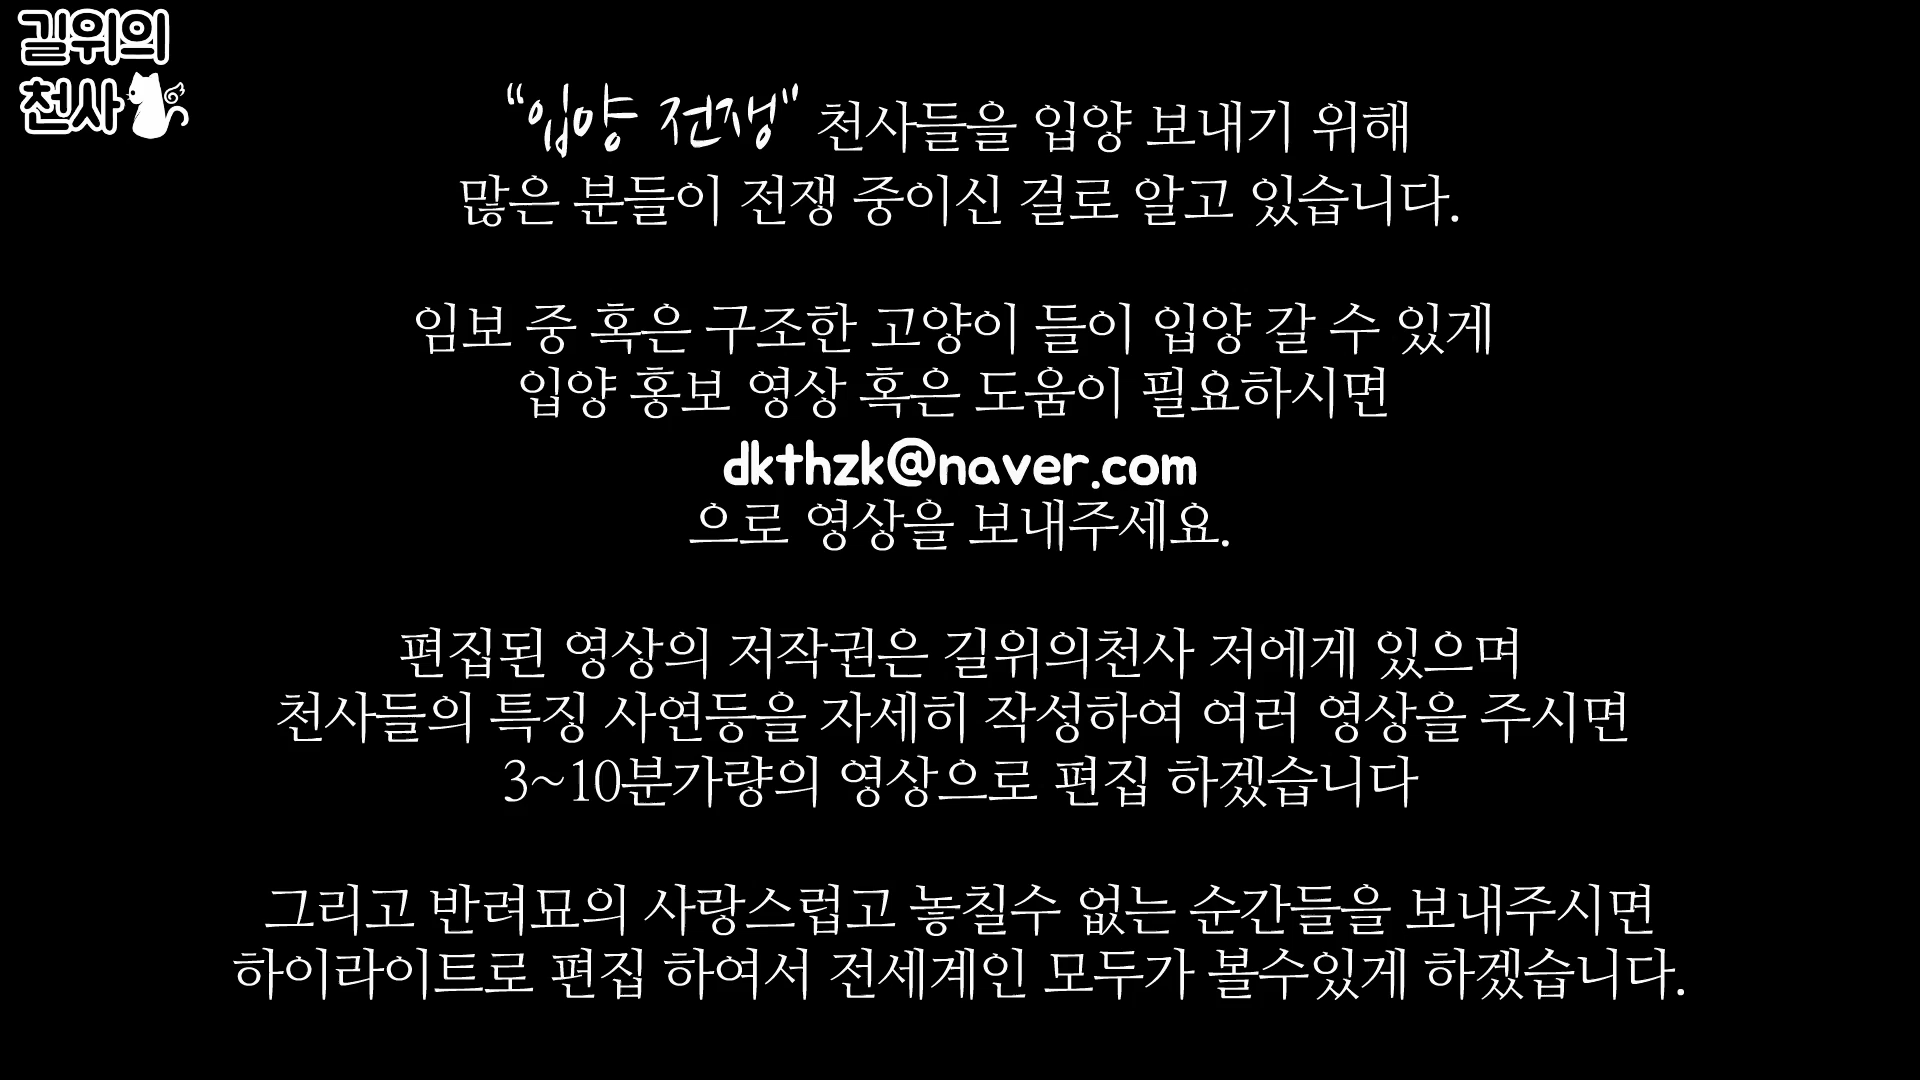 길위의
천사
“입양 전쟁” 천사들을 입양 보내기 위해
많은 분들이 전쟁 중이신 걸로 알고 있습니다.
임보 중 혹은 구조한 고양이 들이 입양 갈 수 있게
입양 홍보 영상 혹은 도움이 필요하시면
dkthzk@naver.com
으로 영상을 보내주세요.
편집된 영상의 저작권은 길위의천사 저에게 있으며
천사들의 특징 사연등을 자세히 작성하여 여러 영상을 주시면
3~10분가량의 영상으로 편집 하겠습니다
그리고 반려묘의 사랑스럽고 놓칠수 없는 순간들을 보내주시면
하이라이트로 편집 하여서 전세계인 모두가 볼수있게 하겠습니다.